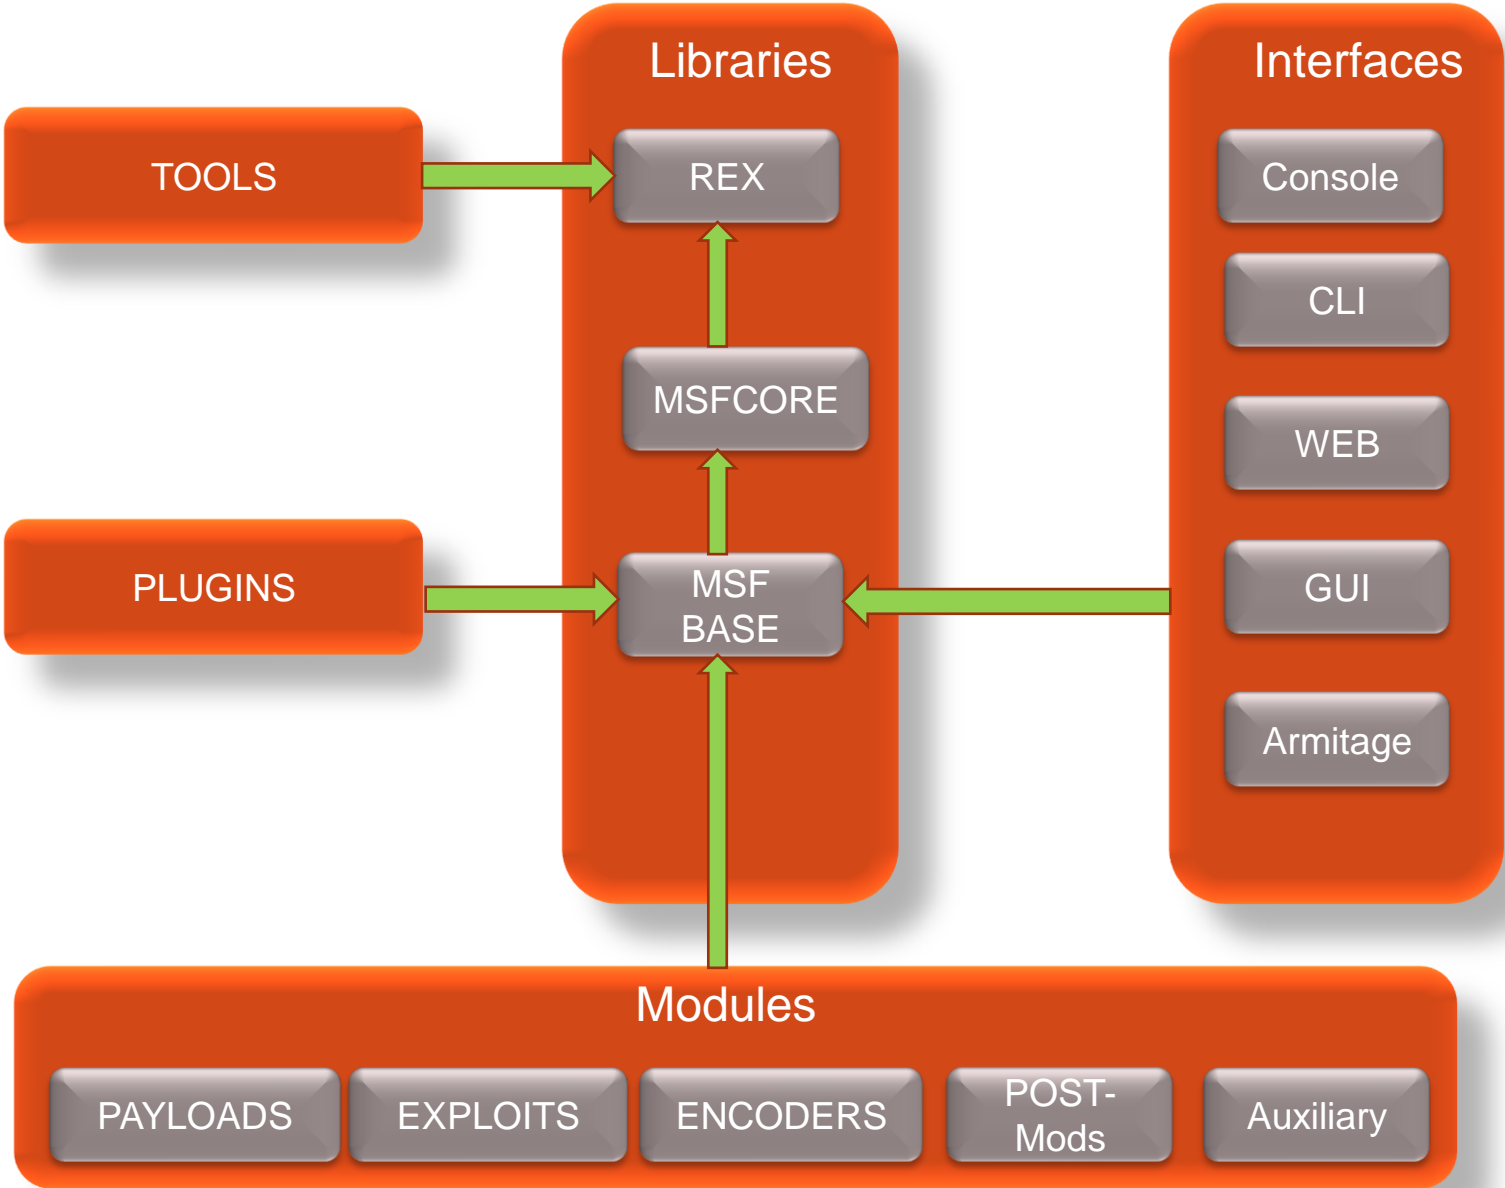 Libraries
Interfaces
TOOLS
REX
Console
CLI
MSFCORE
WEB
PLUGINS
MSF
BASE
GUI
Armitage
Modules
PAYLOADS
EXPLOITS
ENCODERS
POST-
Mods
Auxiliary